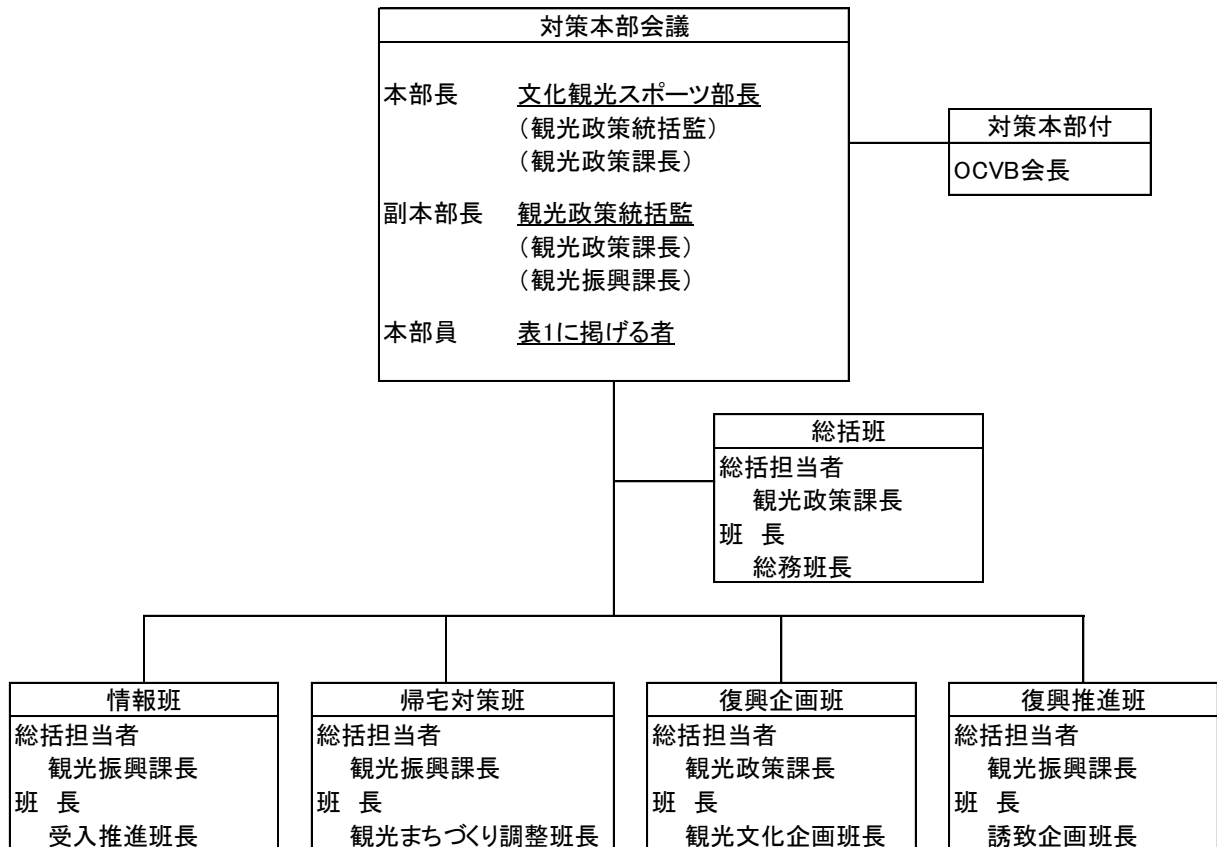 対策本部会議
本部長 文化観光スポーツ部長
（観光政策統括監）
（観光政策課長）
副本部長 観光政策統括監
（観光政策課長）
（観光振興課長）
本部員 表1に掲げる者
対策本部付
OCVB会長
総括班
総括担当者
観光政策課長
班 長
総務班長
情報班
総括担当者
観光振興課長
班 長
受入推進班長
帰宅対策班
総括担当者
観光振興課長
班 長
観光まちづくり調整班長
復興企画班
総括担当者
観光政策課長
班 長
観光文化企画班長
復興推進班
総括担当者
観光振興課長
班 長
誘致企画班長